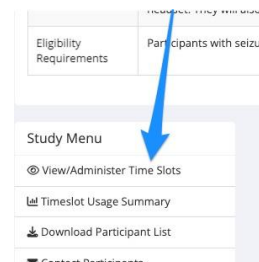 Eligibility
Requirements
Participants with seizu
Study Menu
View/Administer Time Slots
Timeslot Usage Summary
Download Participant List